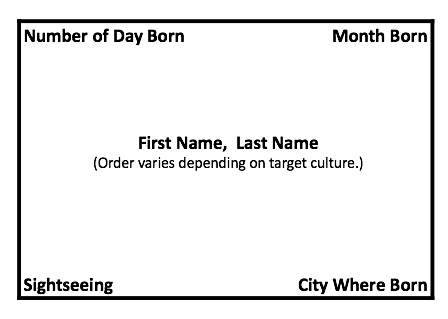 Number of Day Born
Month Born
First Name, Last Name
(Order varies depending on target culture.)
Sightseeing
City Where Born